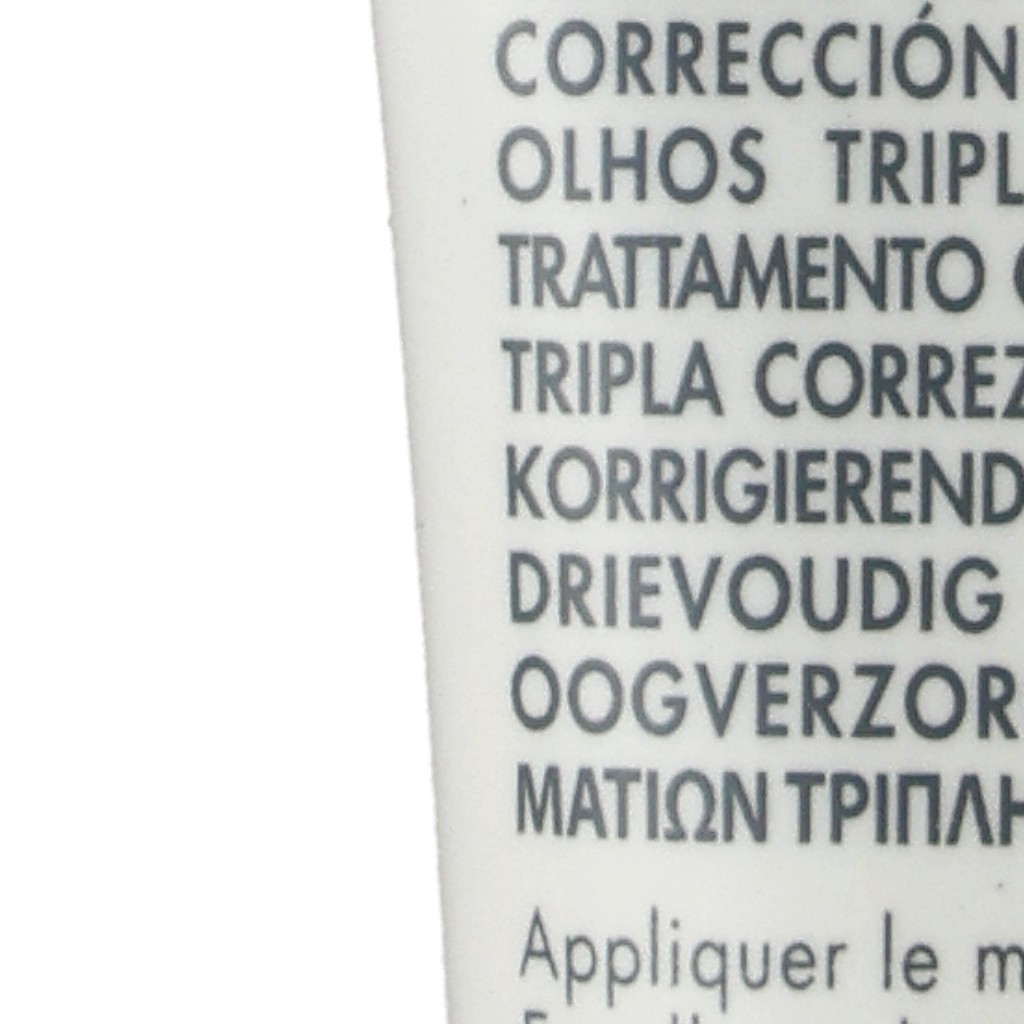 CORRECCIÓN
OLHOS TRIPL
TRATTAMENTO
TRIPLA CORREZ
KORRIGIEREND
DRIEVOUDIG
OOGVERZOR
ΜΑΤΙΩΝ ΤΡΙΠΛΗ
Appliquer le m